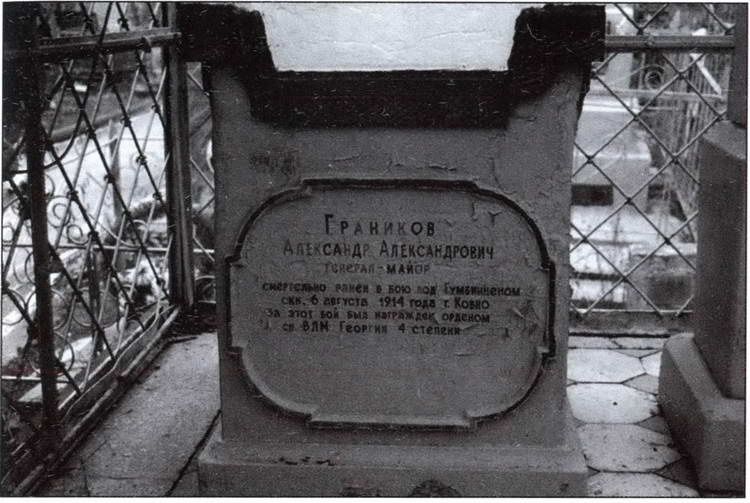 Граников
Александр Александрович
генерал-майор
смертельно ранен в бою под Гумбинненом
скн. 6 августа 1914 года г. Ковно
За этот бой был награжден орденом
св ВЛМ Георгия 4 степени